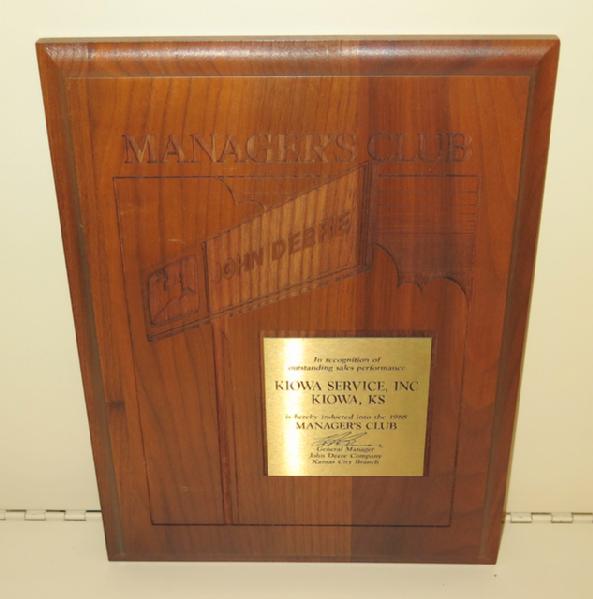 MANAGER'S CLUB
JOHN DEERE
In recognition of
outstanding sales performance
KIOWA SERVICE, INC
KIOWA, KS
is hereby inducted into the 1988
MANAGER'S CLUB
General Manager
John Deere Company
Kansas City Branch